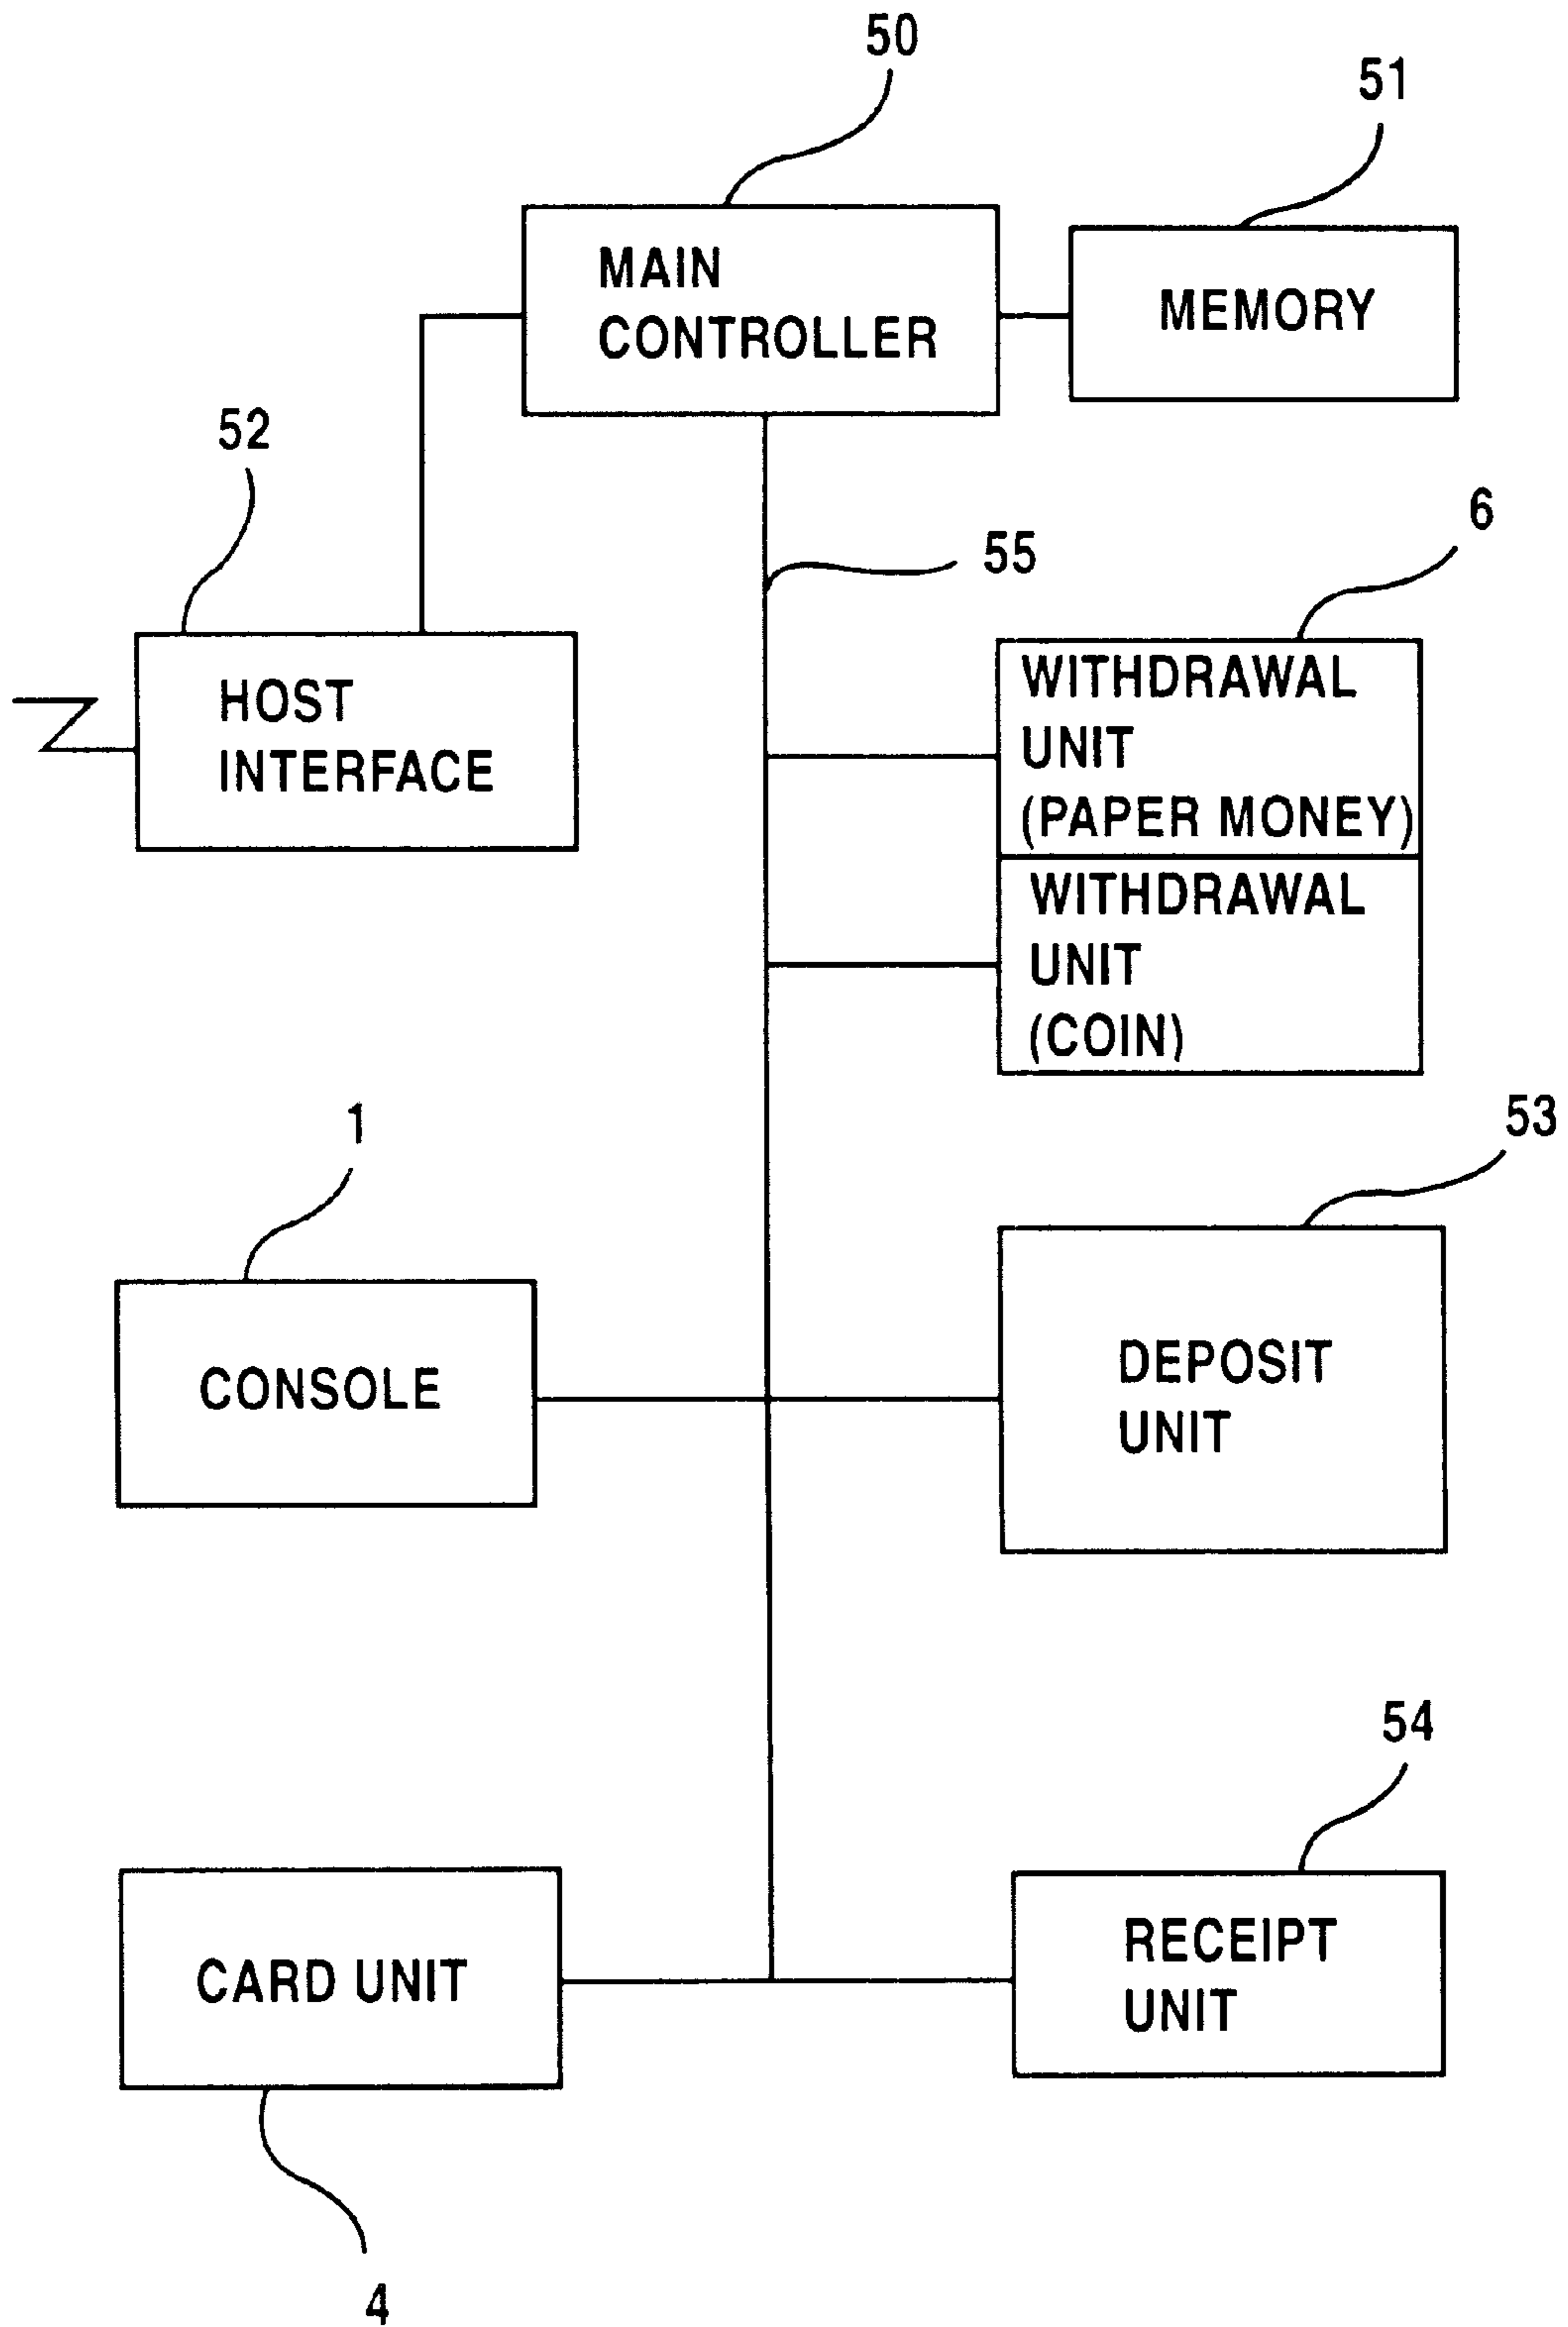 50
51
MAIN
CONTROLLER
MEMORY
52
55
6
HOST
INTERFACE
WITHDRAWAL
UNIT
(PAPER MONEY)
WITHDRAWAL
UNIT
(COIN)
1
53
CONSOLE
DEPOSIT
UNIT
54
CARD UNIT
RECEIPT
UNIT
4